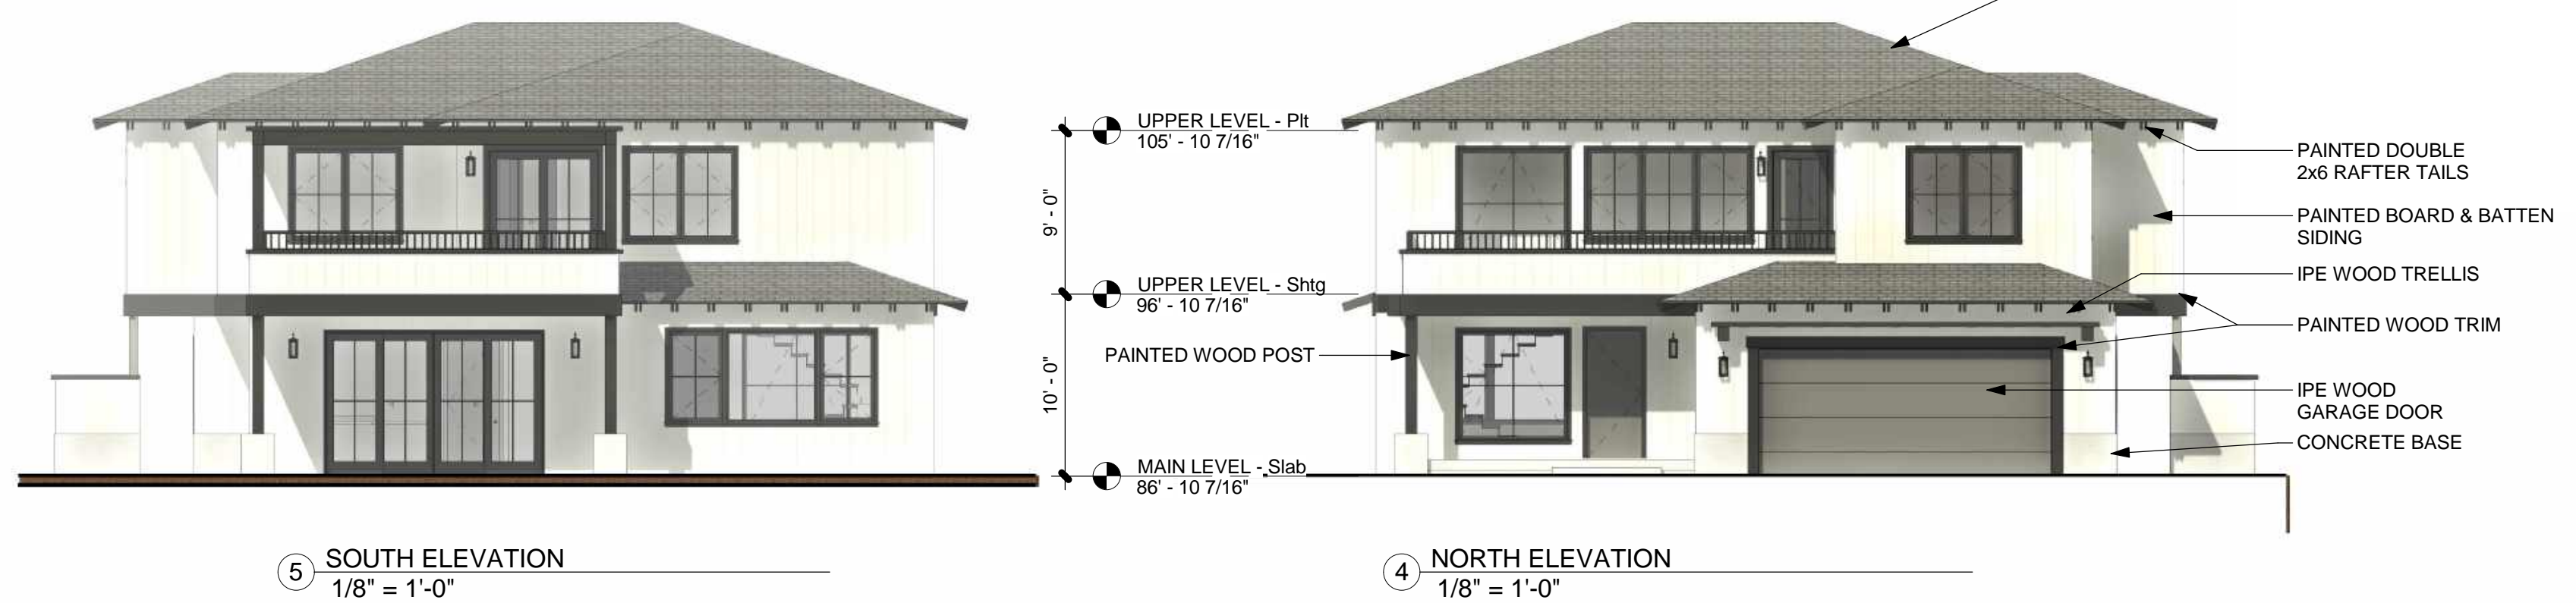 UPPER LEVEL - Plt
105' - 10 7/16"
9' - 0"
UPPER LEVEL - Shtg
96' - 10 7/16"
PAINTED WOOD POST
10' - 0"
MAIN LEVEL - Slab
86' - 10 7/16"
PAINTED DOUBLE
2x6 RAFTER TAILS
PAINTED BOARD & BATTEN
SIDING
IPE WOOD TRELLIS
PAINTED WOOD TRIM
IPE WOOD
GARAGE DOOR
CONCRETE BASE
5 SOUTH ELEVATION
1/8" = 1'-0"
4 NORTH ELEVATION
1/8" = 1'-0"